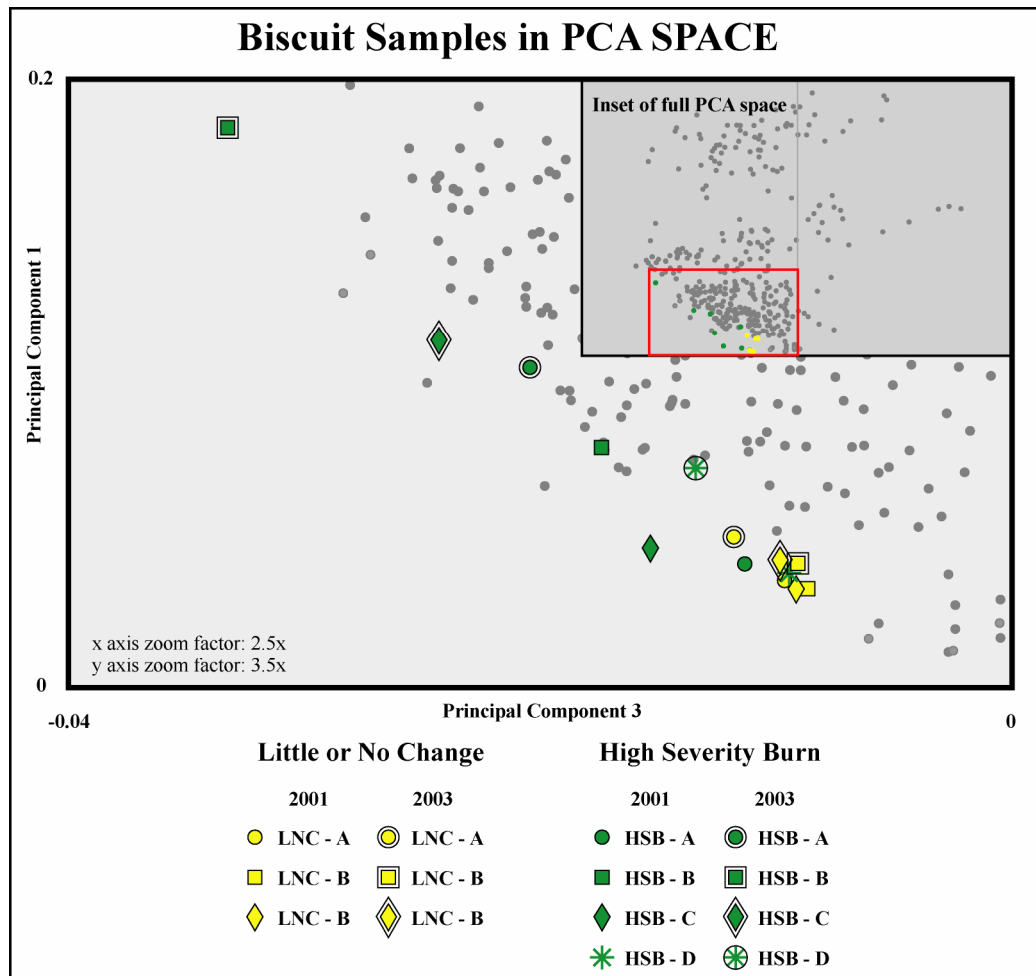 Biscuit Samples in PCA SPACE
0.2
Inset of full PCA space
Principal Component 1
x axis zoom factor: 2.5x
y axis zoom factor: 3.5x
0
-0.04
Principal Component 3
0
Little or No Change
High Severity Burn
2001
2003
2001
2003
LNC - A
LNC - A
HSB - A
HSB - A
LNC - B
LNC - B
HSB - B
HSB - B
LNC - B
LNC - B
HSB - C
HSB - C
HSB - D
HSB - D